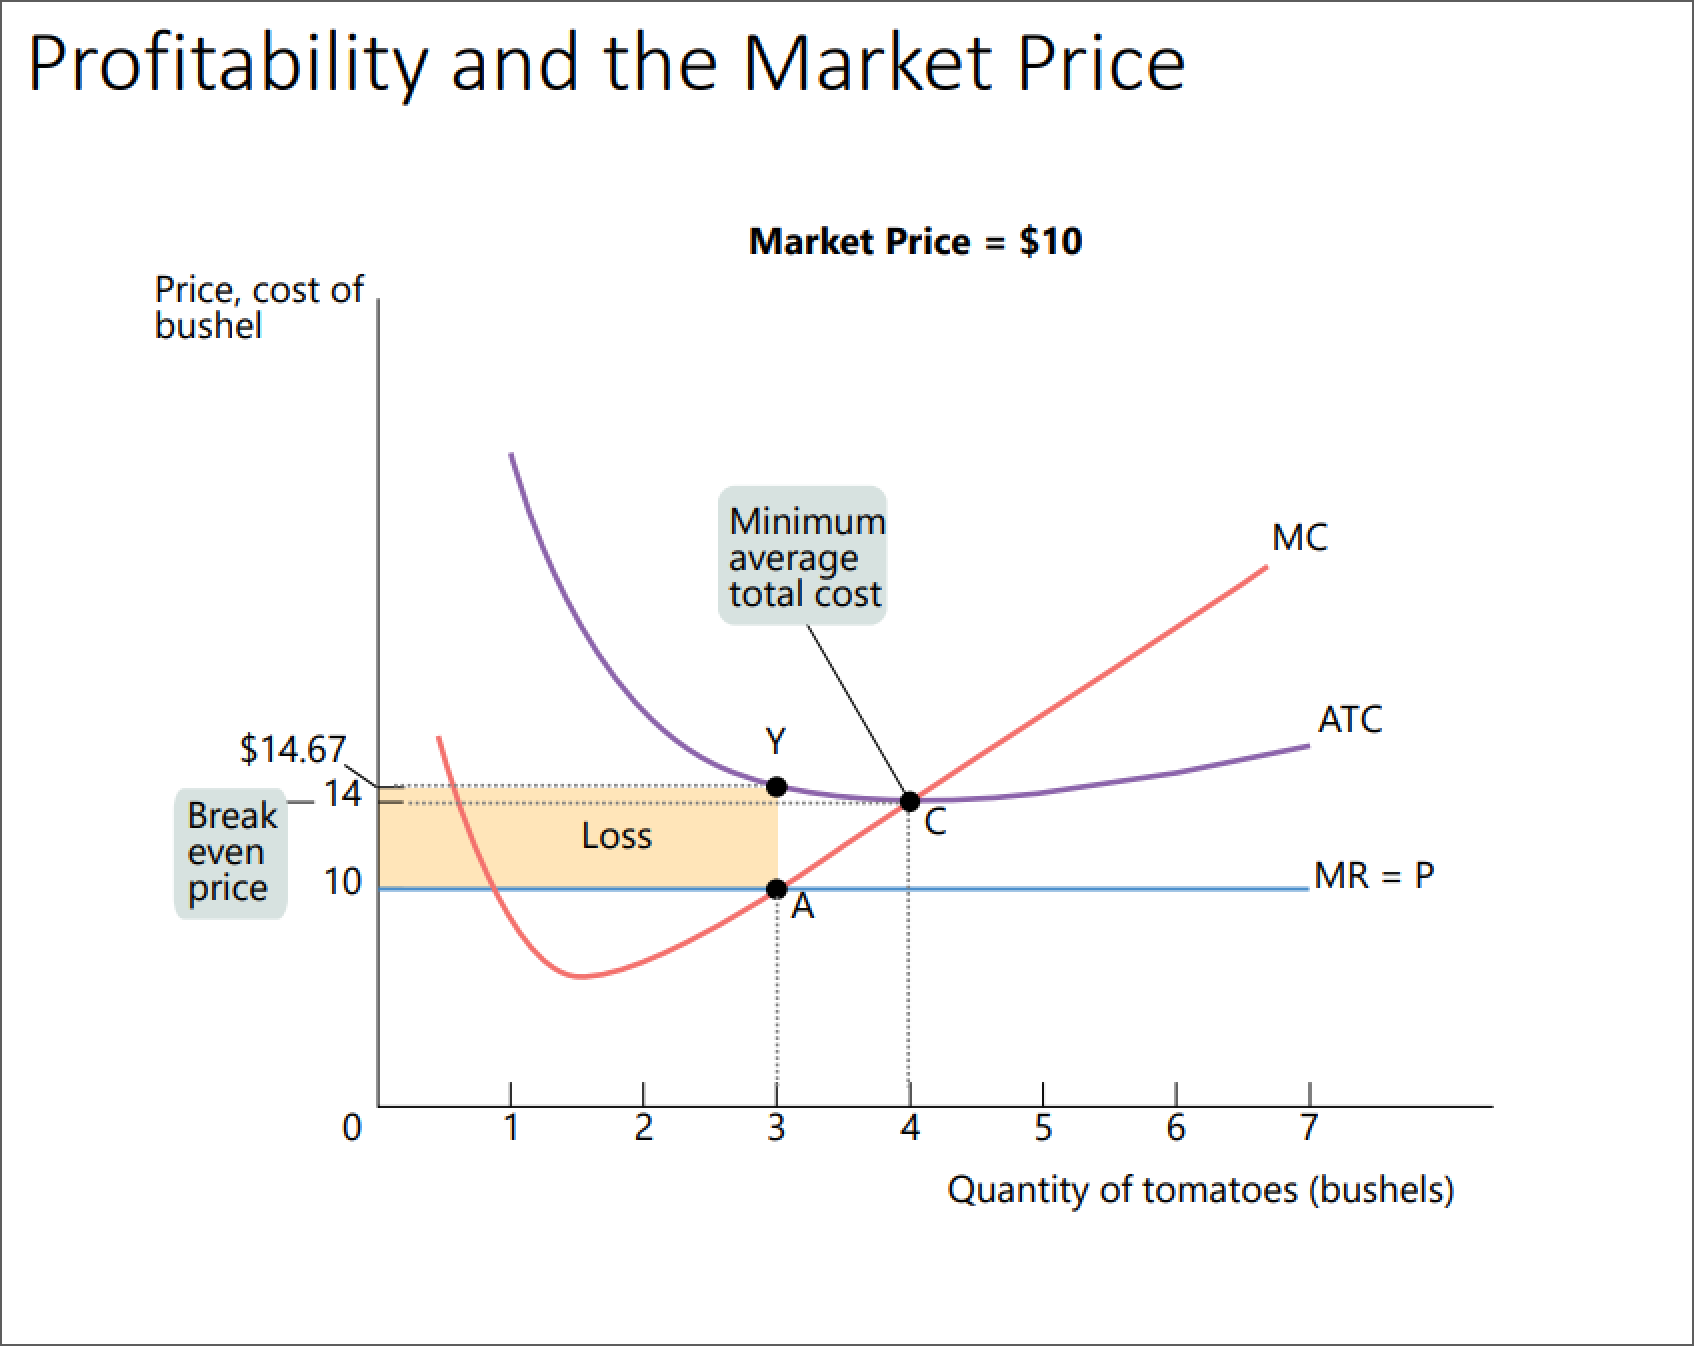 Profitability and the Market Price
Market Price = $10
Price, cost of
bushel
Minimum
average
total cost
MC
ATC
Y
$14.67
14
Break
even
price
Loss
C
10
MR = P
A
0 1 2 3 4 5 6 7
Quantity of tomatoes (bushels)